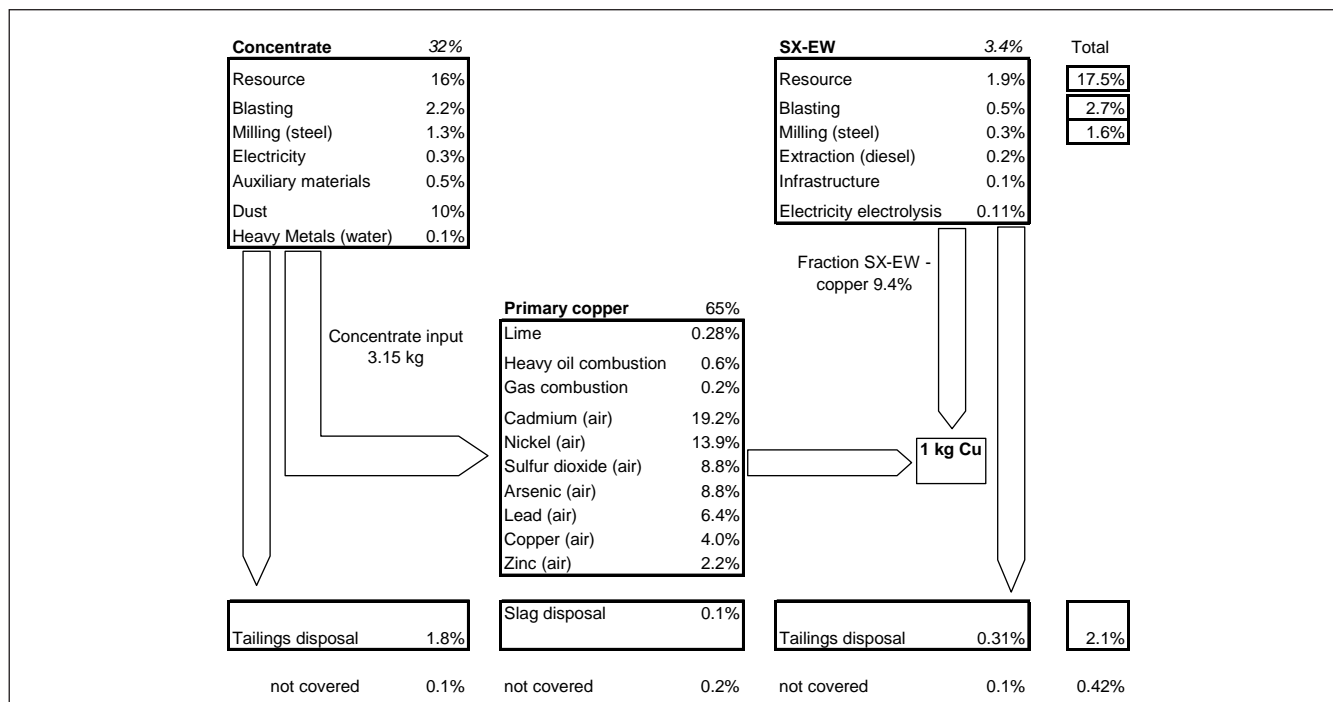 Concentrate 32%
Resource 16%
Blasting 2.2%
Milling (steel) 1.3%
Electricity 0.3%
Auxiliary materials 0.5%
Dust 10%
Heavy Metals (water) 0.1%
SX-EW 3.4%
Resource 1.9%
Blasting 0.5%
Milling (steel) 0.3%
Extraction (diesel) 0.2%
Infrastructure 0.1%
Electricity electrolysis 0.11%
Total
17.5%
2.7%
1.6%
Fraction SX-EW -
copper 9.4%
Concentrate input
3.15 kg
Primary copper 65%
Lime 0.28%
Heavy oil combustion 0.6%
Gas combustion 0.2%
Cadmium (air) 19.2%
Nickel (air) 13.9%
Sulfur dioxide (air) 8.8%
Arsenic (air) 8.8%
Lead (air) 6.4%
Copper (air) 4.0%
Zinc (air) 2.2%
1 kg Cu
Tailings disposal 1.8%
Slag disposal 0.1%
Tailings disposal 0.31%
2.1%
not covered 0.1%
not covered 0.2%
not covered 0.1%
0.42%